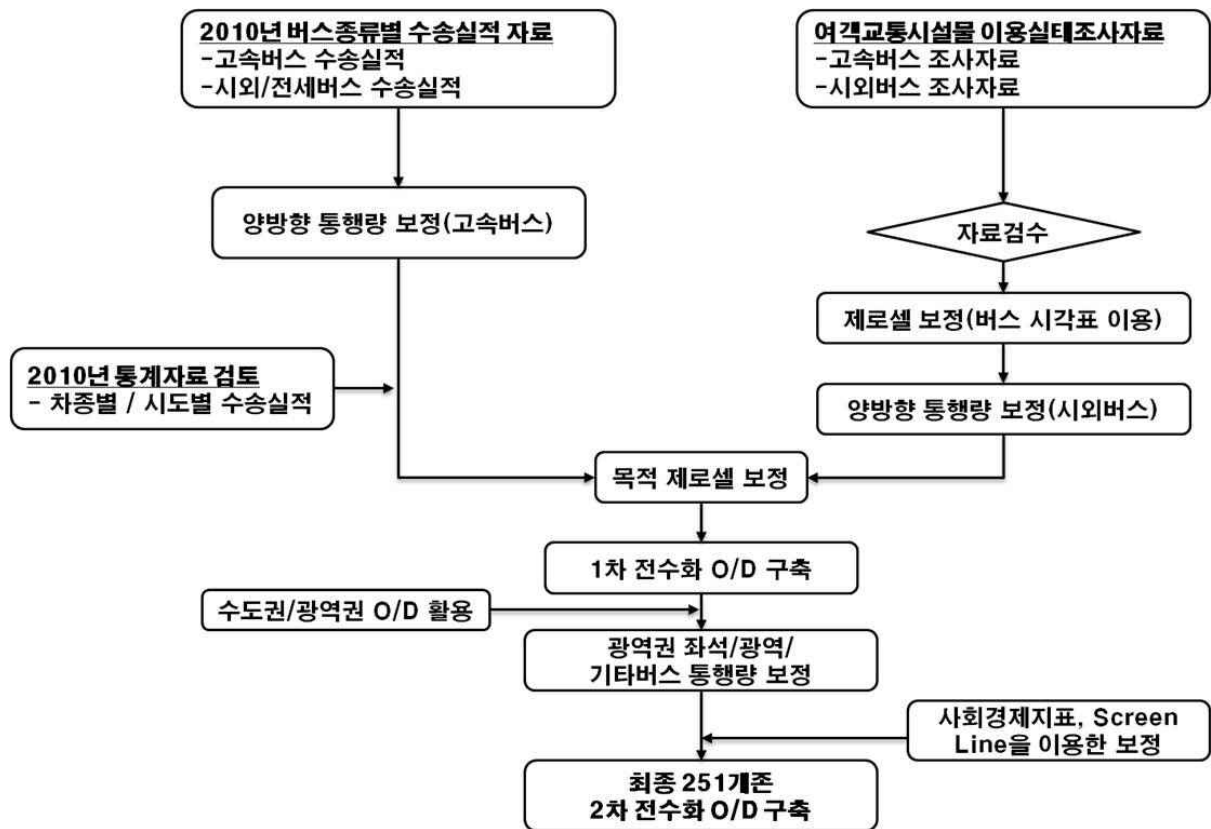 2010년 버스종류별 수송실적 자료
-고속버스 수송실적
-시외/전세버스 수송실적
여객교통시설물 이용실태조사자료
-고속버스 조사자료
-시외버스 조사자료
양방향 통행량 보정(고속버스)
자료검수
제로셀 보정(버스 시각표 이용)
2010년 통계자료 검토
- 차종별 / 시도별 수송실적
양방향 통행량 보정(시외버스)
목적 제로셀 보정
1차 전수화 O/D 구축
수도권/광역권 O/D 활용
광역권 좌석/광역/
기타버스 통행량 보정
사회경제지표, Screen
Line을 이용한 보정
최종 251개존
2차 전수화 O/D 구축